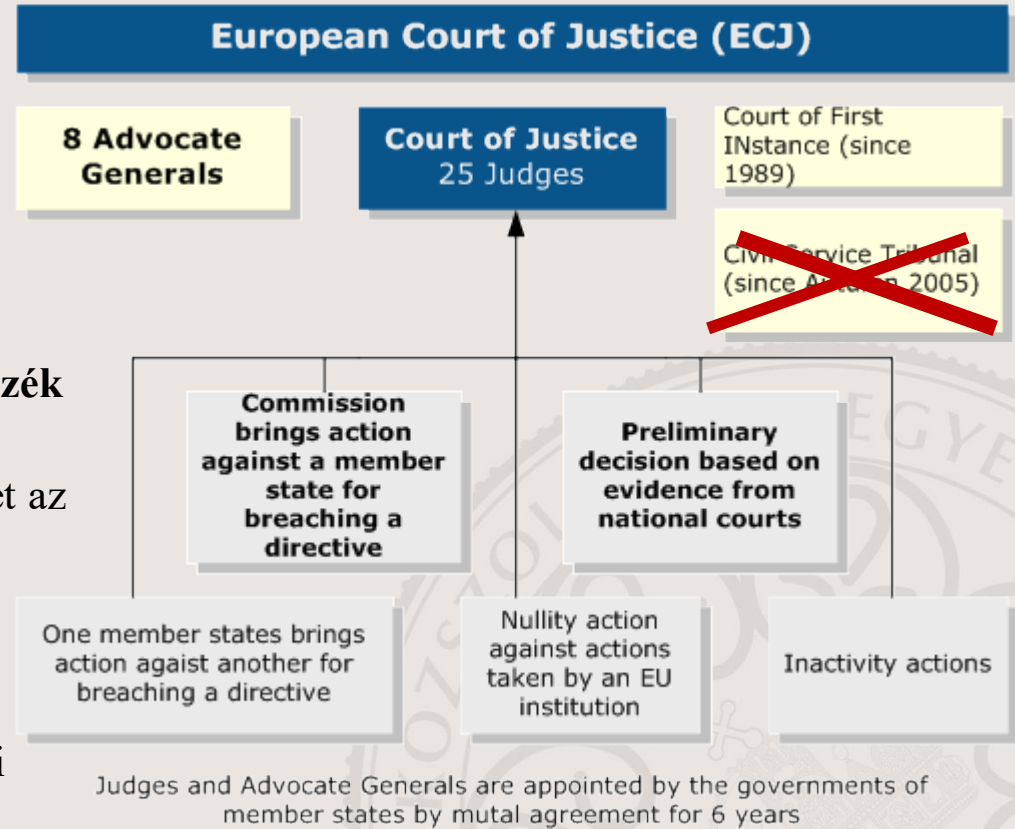 European Court of Justice (ECJ)
8 Advocate
Generals
Court of Justice
25 Judges
Court of First
INstance (since
1989)
Civil Service Tribunal
(since Autumn 2005)
zék
et az
i
Commission
brings action
against a member
state for
breaching a
directive
Preliminary
decision based on
evidence from
national courts
One member states brings
action agaist another for
breaching a directive
Nullity action
against actions
taken by an EU
institution
Inactivity actions
Judges and Advocate Generals are appointed by the governments of
member states by mutal agreement for 6 years